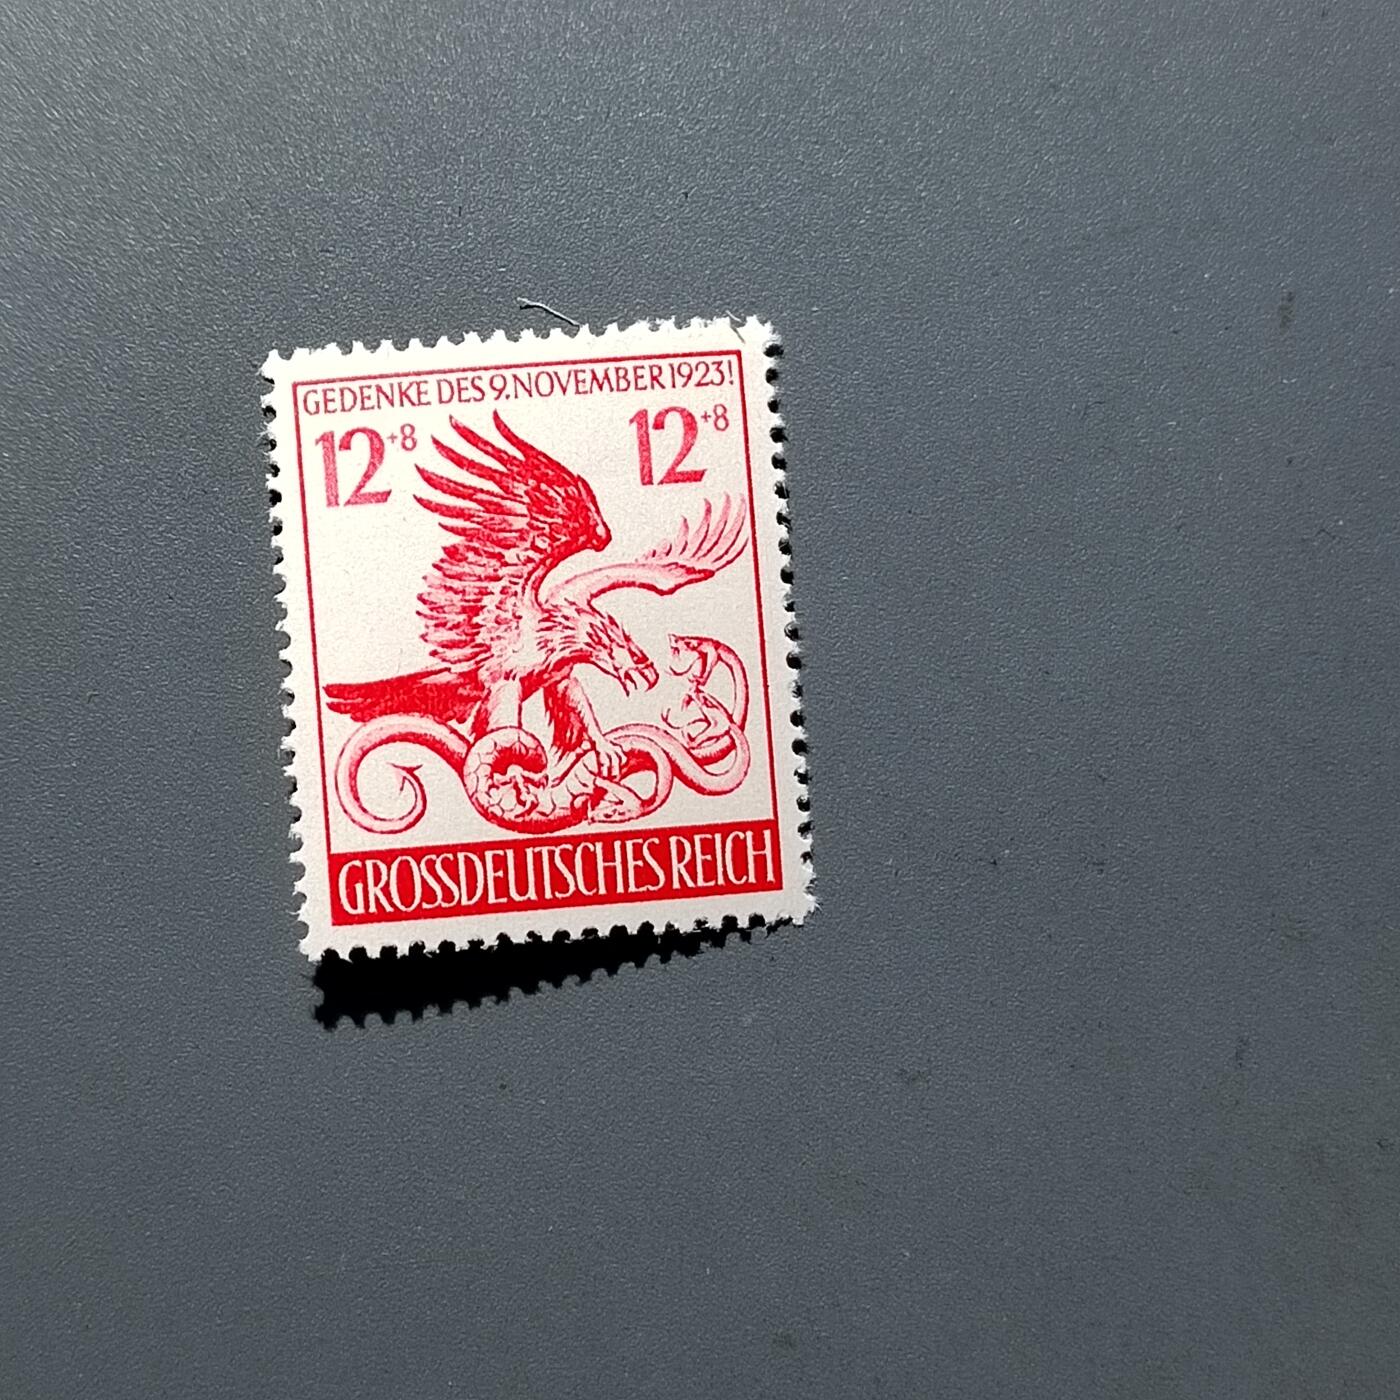 GEDENKE DES 9. NOVEMBER 1923!
12+8 12+8
GROSSDEUTSCHES REICH